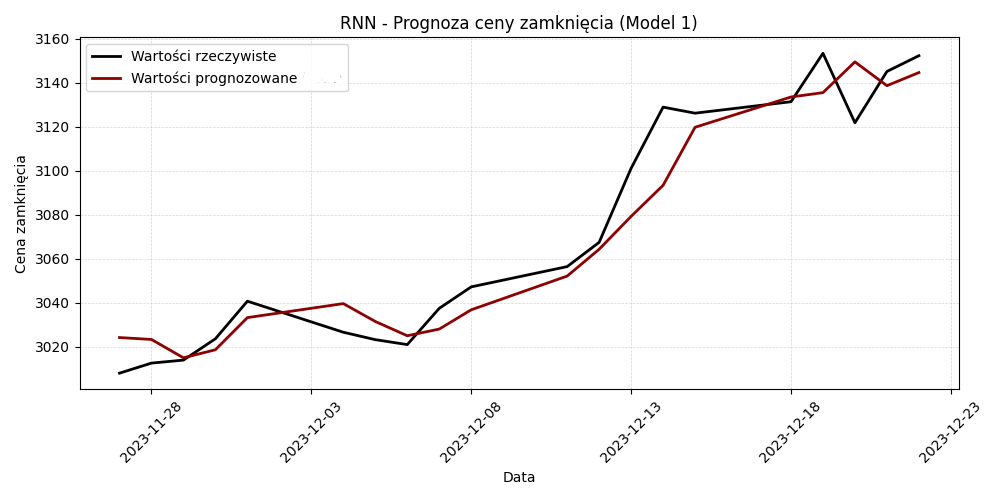 RNN - Prognoza ceny zamknięcia (Model 1)
Wartości rzeczywiste
Wartości prognozowane
Cena zamknięcia
3160
3140
3120
3100
3080
3060
3040
3020
2023-11-28
2023-12-03
2023-12-08
2023-12-13
2023-12-18
2023-12-23
Data